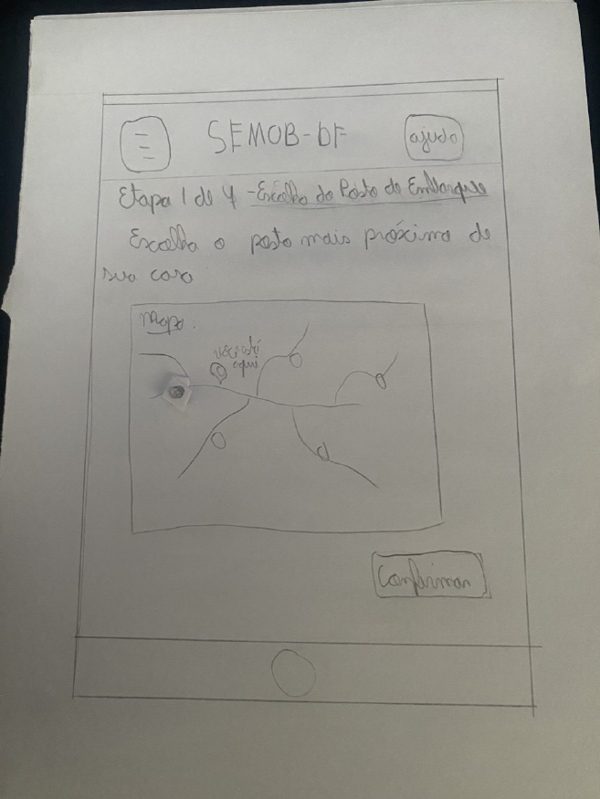 SEMOB-DF
ajuda
Etapa 1 de 4 - Escolha do Posto de Embarque
Escolha o posto mais próximo de
sua casa
Mapa.
você está
aqui
Confirmar